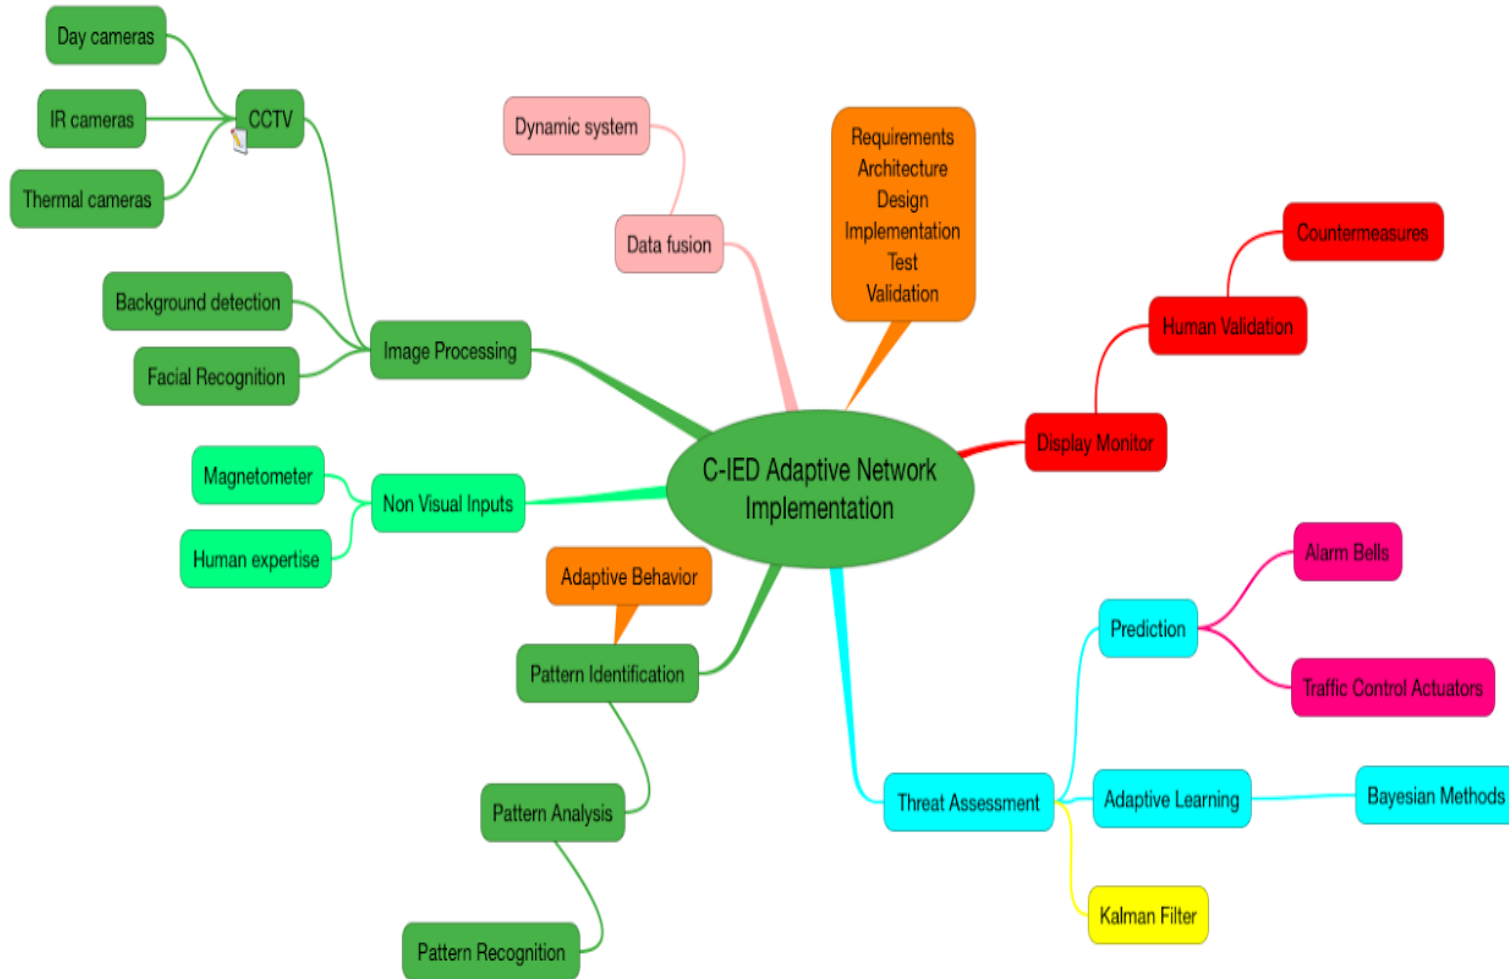 Day cameras
IR cameras
CCTV
Thermal cameras
Background detection
Facial Recognition
Image Processing
Magnetometer
Human expertise
Non Visual Inputs
Dynamic system
Data fusion
Requirements
Architecture
Design
Implementation
Test
Validation
Countermeasures
Human Validation
Display Monitor
C-IED Adaptive Network
Implementation
Adaptive Behavior
Pattern Identification
Pattern Analysis
Pattern Recognition
Threat Assessment
Prediction
Alarm Bells
Traffic Control Actuators
Adaptive Learning
Bayesian Methods
Kalman Filter